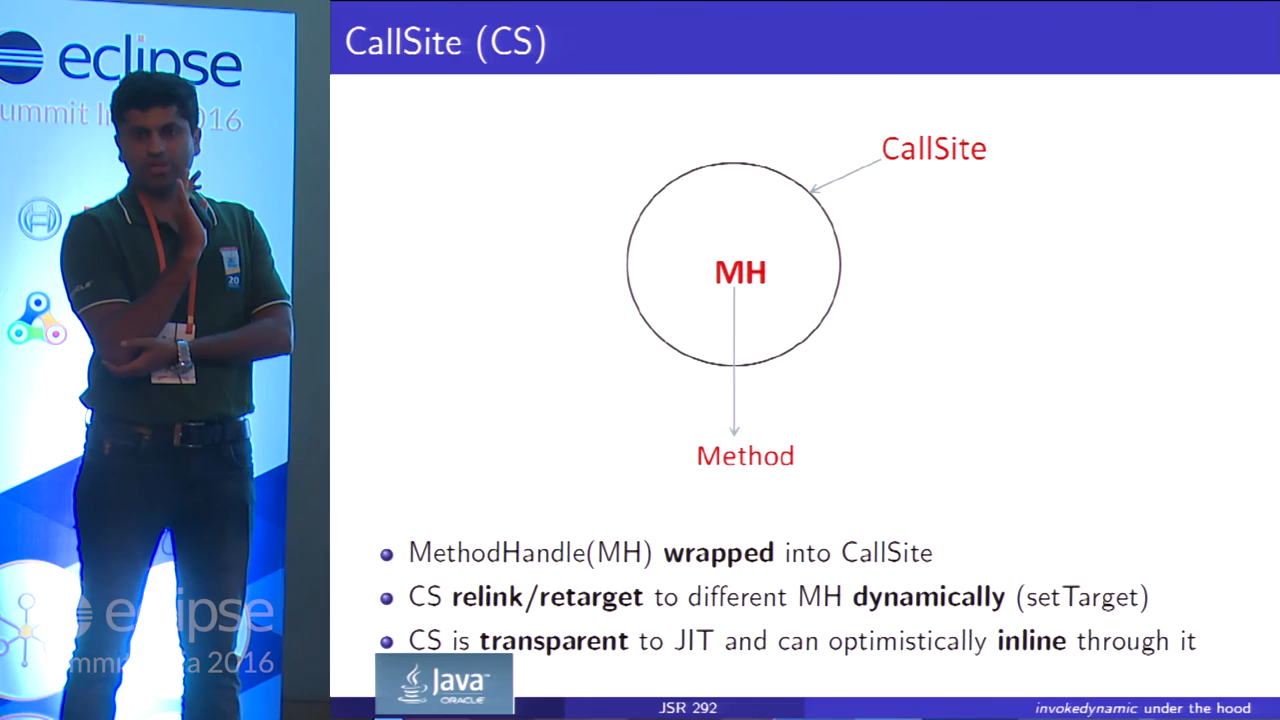 eclipse
2016
20
eclipse
2016
CallSite (CS)
CallSite
MH
Method
MethodHandle(MH) wrapped into CallSite
CS relink/retarget to different MH dynamically (setTarget)
CS is transparent to JIT and can optimistically inline through it
Java™
ORACLE
JSR 292
invokedynamic under the hood